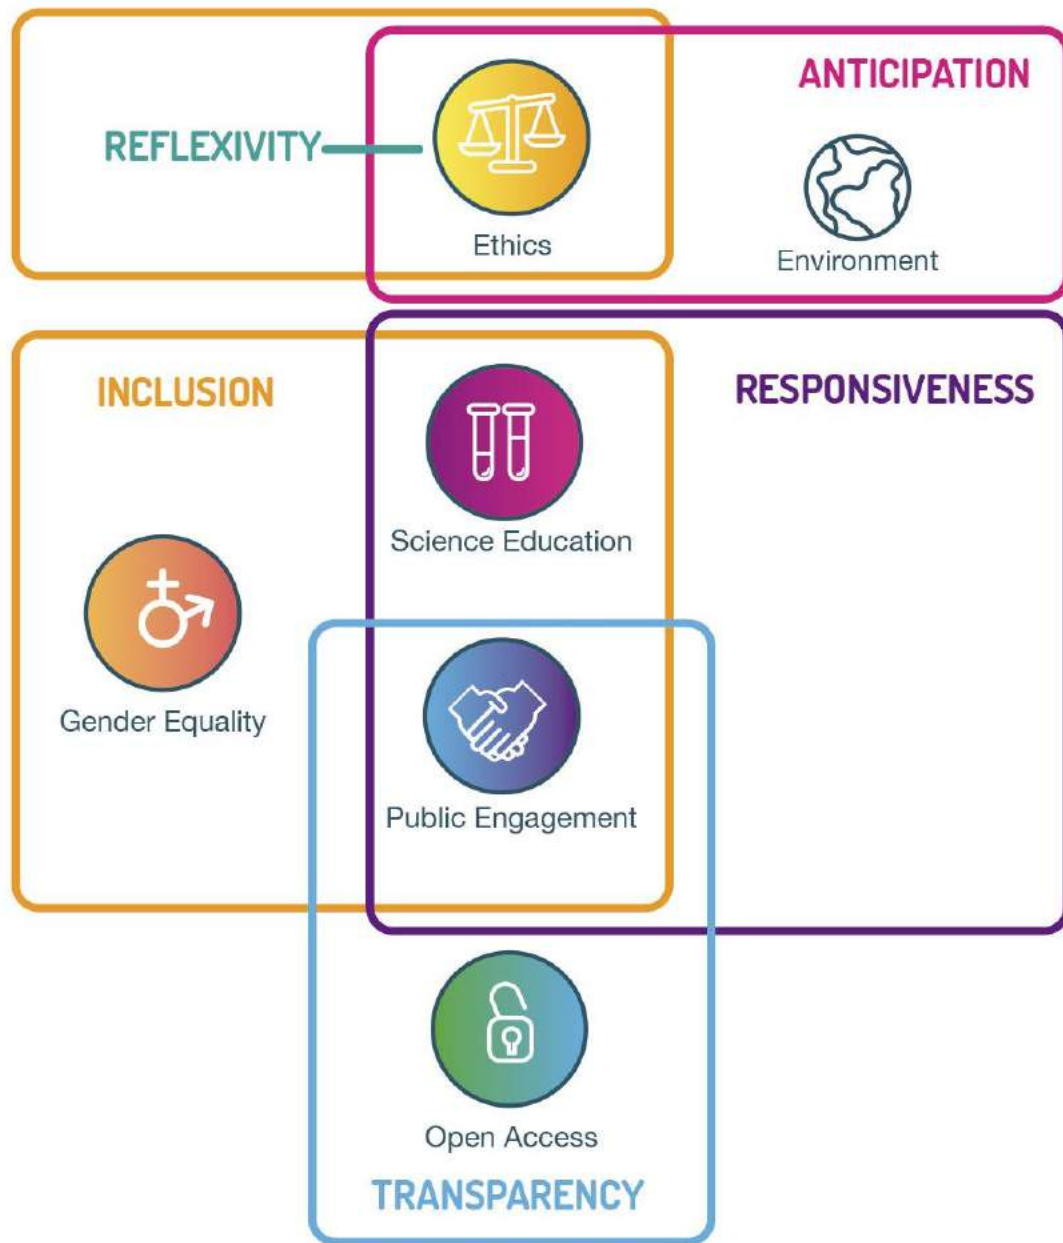 ANTICIPATION
REFLEXIVITY
Ethics
Environment
INCLUSION
RESPONSIVENESS
Science Education
Gender Equality
Public Engagement
Open Access
TRANSPARENCY